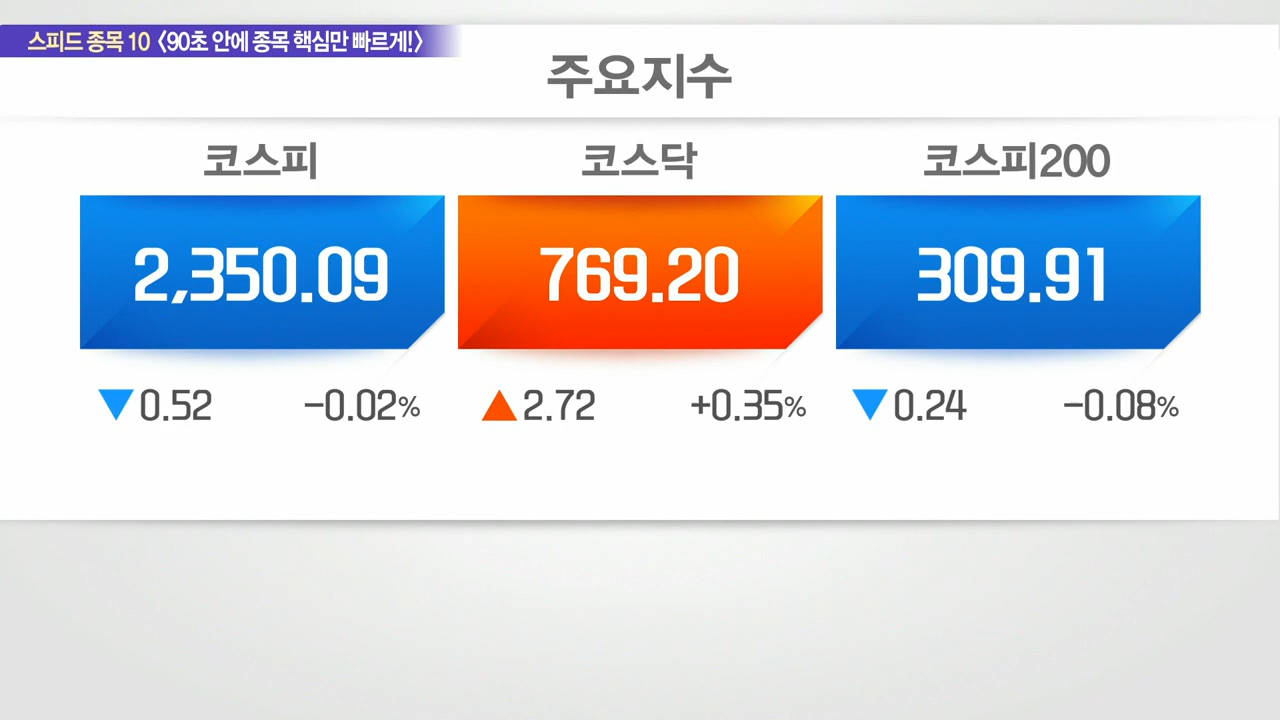 스피드 종목 10 <90초 안에 종목 핵심만 빠르게!>
주요지수
코스피 코스닥 코스피200
2,350.09 769.20 309.91
▼0.52 -0.02% ▲2.72 +0.35% ▼0.24 -0.08%